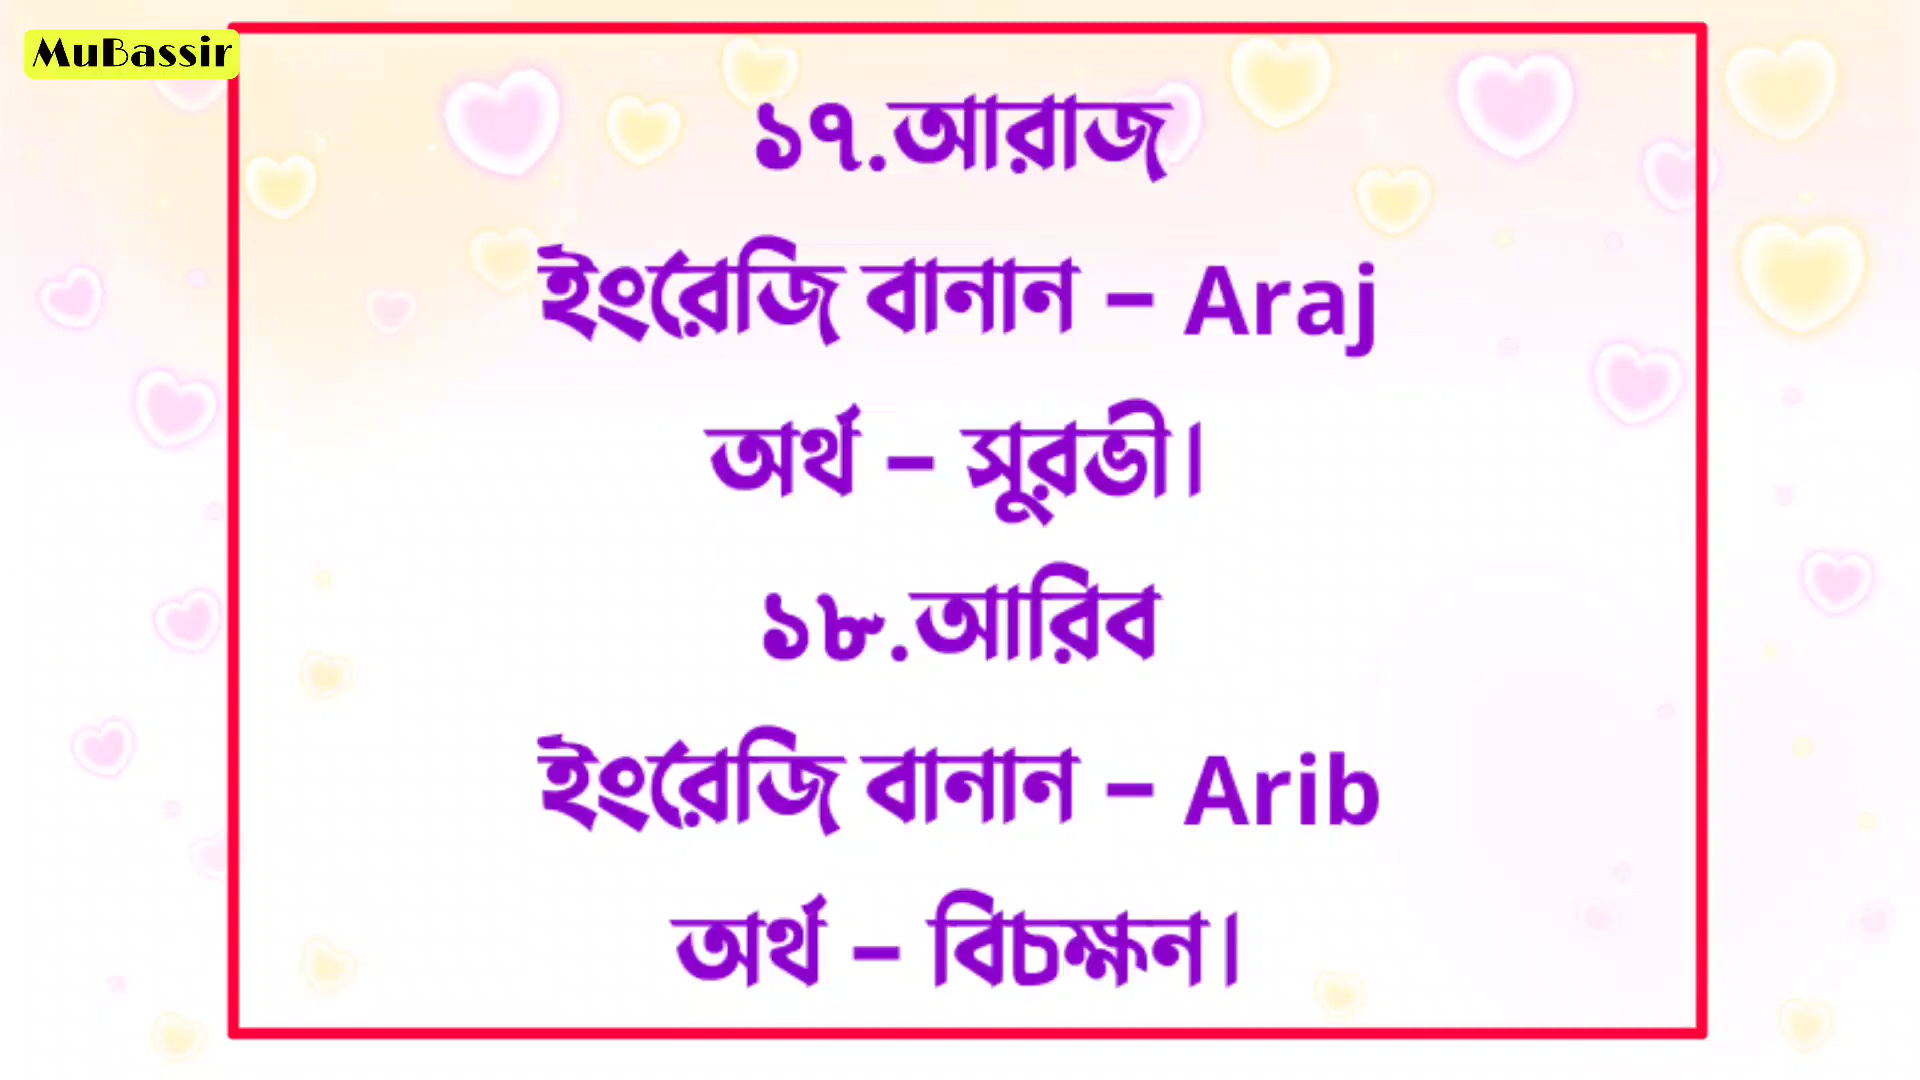 MuBassir
১৭.আরাজ
ইংরেজি বানান – Araj
অর্থ – সুরভী।
১৮.আরিব
ইংরেজি বানান – Arib
অর্থ – বিচক্ষন।